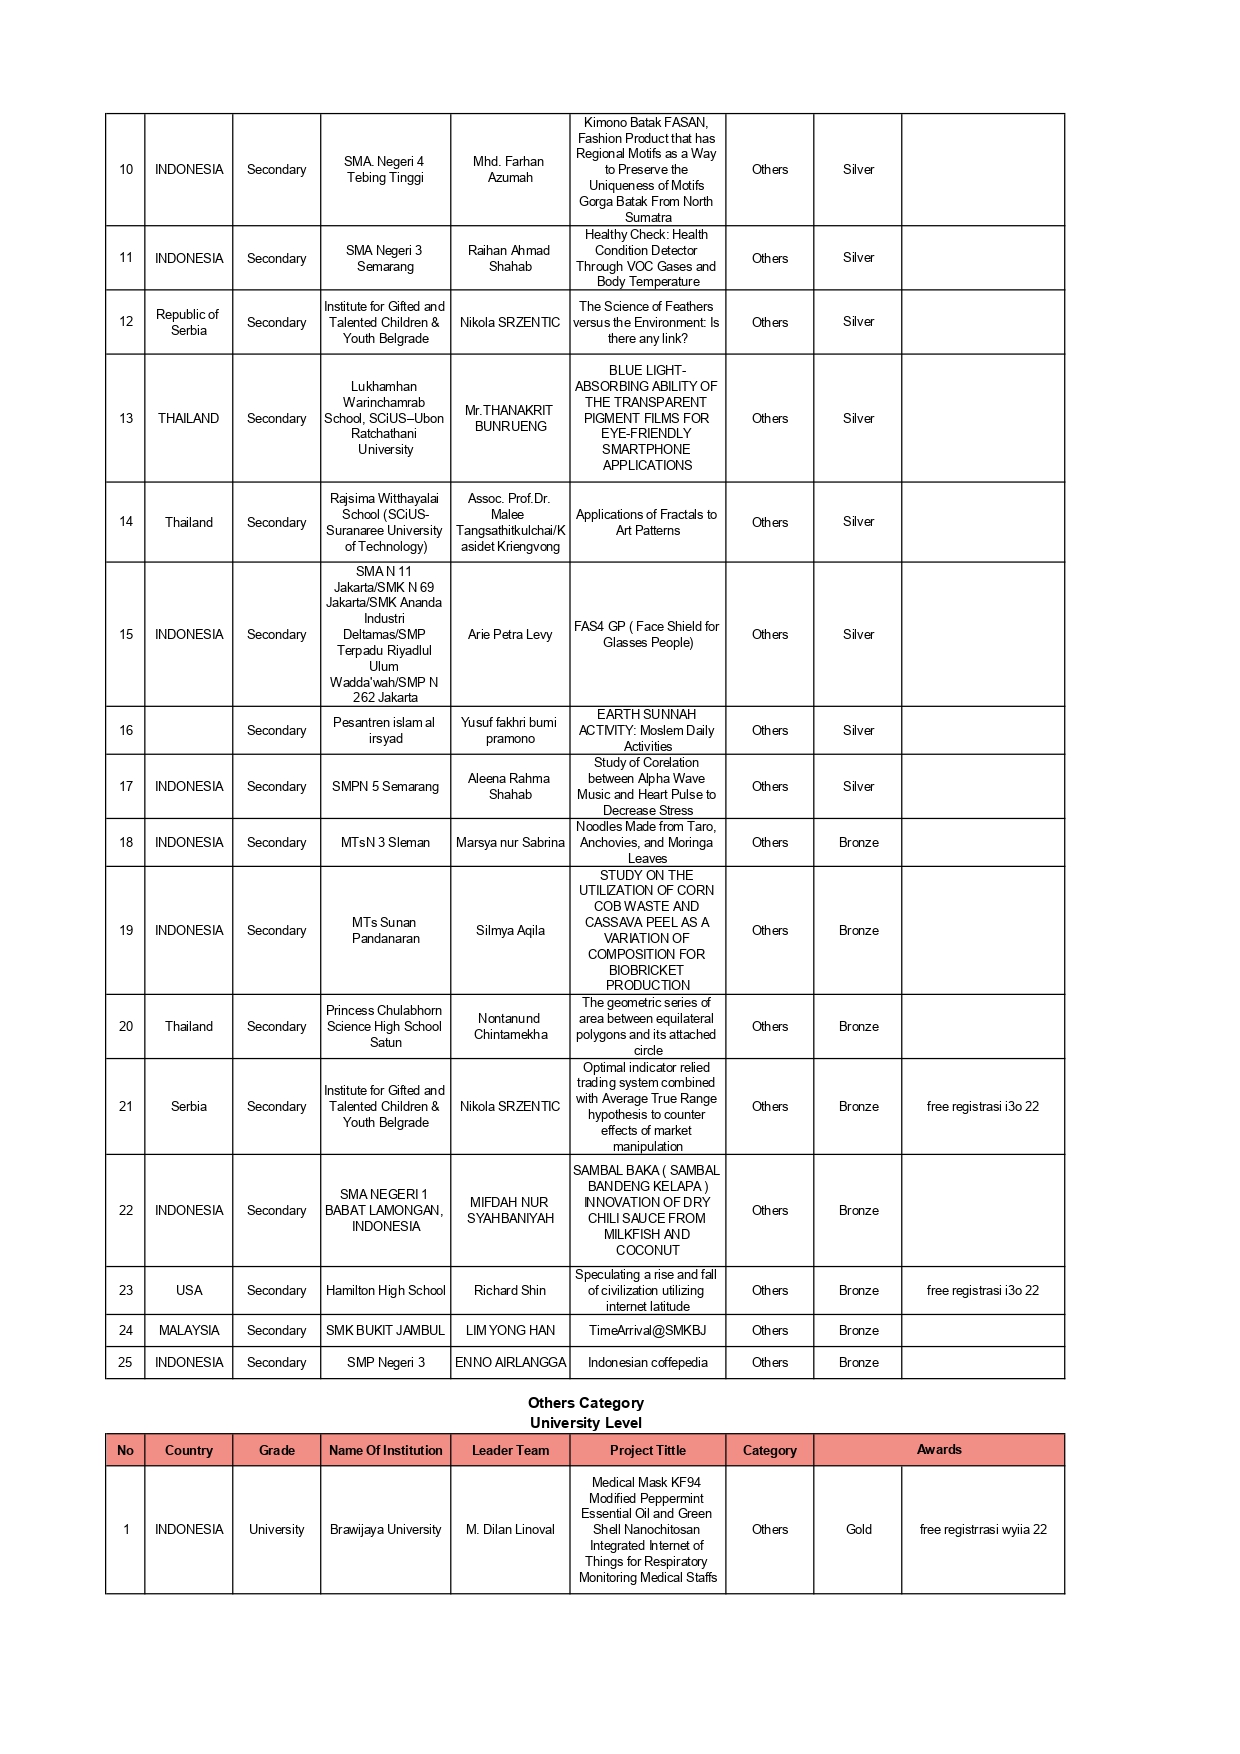 10 INDONESIA Secondary SMA. Negeri 4 Tebing Tinggi Mhd. Farhan Azumah Kimono Batak FASAN, Fashion Product that has Regional Motifs as a Way to Preserve the Uniqueness of Motifs Gorga Batak From North Sumatra Others Silver
11 INDONESIA Secondary SMA Negeri 3 Semarang Raihan Ahmad Shahab Healthy Check: Health Condition Detector Through VOC Gases and Body Temperature Others Silver
12 Republic of Serbia Secondary Institute for Gifted and Talented Children & Youth Belgrade Nikola SRZENTIC The Science of Feathers versus the Environment: Is there any link? Others Silver
13 THAILAND Secondary Lukhamhan Warinchamrab School, SCiUS–Ubon Ratchathani University Mr.THANAKRIT BUNRUENG BLUE LIGHT-ABSORBING ABILITY OF THE TRANSPARENT PIGMENT FILMS FOR EYE-FRIENDLY SMARTPHONE APPLICATIONS Others Silver
14 Thailand Secondary Rajsima Witthayalai School (SCiUS-Suranaree University of Technology) Assoc. Prof.Dr. Malee Tangsathitkulchai/Kasidet Kriengvong Applications of Fractals to Art Patterns Others Silver
15 INDONESIA Secondary SMA N 11 Jakarta/SMK N 69 Jakarta/SMK Ananda Industri Deltamas/SMP Terpadu Riyadlul Ulum Wadda'wah/SMP N 262 Jakarta Arie Petra Levy FAS4 GP ( Face Shield for Glasses People) Others Silver
16 Secondary Pesantren islam al irsyad Yusuf fakhri bumi pramono EARTH SUNNAH ACTIVITY: Moslem Daily Activities Others Silver
17 INDONESIA Secondary SMPN 5 Semarang Aleena Rahma Shahab Study of Corelation between Alpha Wave Music and Heart Pulse to Decrease Stress Others Silver
18 INDONESIA Secondary MTsN 3 Sleman Marsya nur Sabrina Noodles Made from Taro, Anchovies, and Moringa Leaves Others Bronze
19 INDONESIA Secondary MTs Sunan Pandanaran Silmya Aqila STUDY ON THE UTILIZATION OF CORN COB WASTE AND CASSAVA PEEL AS A VARIATION OF COMPOSITION FOR BIOBRICKET PRODUCTION Others Bronze
20 Thailand Secondary Princess Chulabhorn Science High School Satun Nontanund Chintamekha The geometric series of area between equilateral polygons and its attached circle Others Bronze
21 Serbia Secondary Institute for Gifted and Talented Children & Youth Belgrade Nikola SRZENTIC Optimal indicator relied trading system combined with Average True Range hypothesis to counter effects of market manipulation Others Bronze free registrasi i3o 22
22 INDONESIA Secondary SMA NEGERI 1 BABAT LAMONGAN, INDONESIA MIFDAH NUR SYAHBANIYAH SAMBAL BAKA ( SAMBAL BANDENG KELAPA ) INNOVATION OF DRY CHILI SAUCE FROM MILKFISH AND COCONUT Others Bronze
23 USA Secondary Hamilton High School Richard Shin Speculating a rise and fall of civilization utilizing internet latitude Others Bronze free registrasi i3o 22
24 MALAYSIA Secondary SMK BUKIT JAMBUL LIM YONG HAN TimeArrival@SMKBJ Others Bronze
25 INDONESIA Secondary SMP Negeri 3 ENNO AIRLANGGA Indonesian coffepedia Others Bronze
Others Category
University Level
No Country Grade Name Of Institution Leader Team Project Tittle Category Awards
1 INDONESIA University Brawijaya University M. Dilan Linoval Medical Mask KF94 Modified Peppermint Essential Oil and Green Shell Nanochitosan Integrated Internet of Things for Respiratory Monitoring Medical Staffs Others Gold free registrrasi wyiia 22